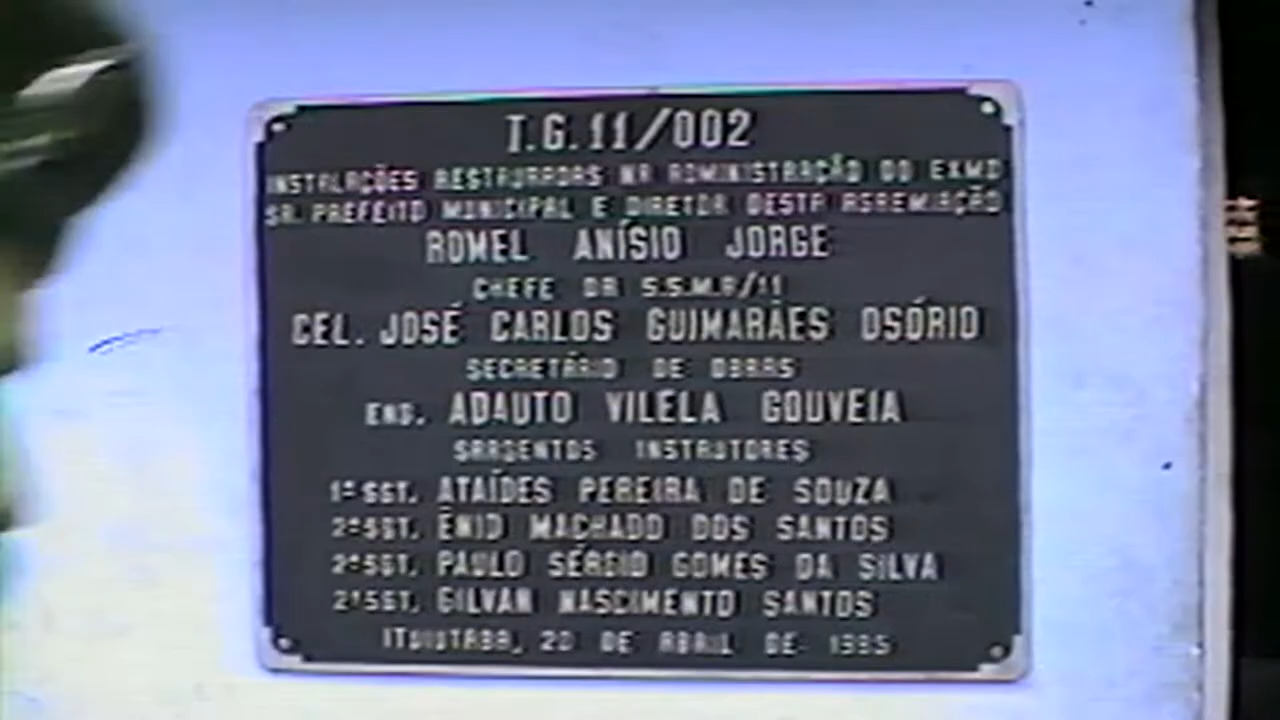 T.G. 11/002
INSTALAÇÕES RESTAURADAS NA ADMINISTRAÇÃO DO EXMO
SR. PREFEITO MUNICIPAL E DIRETOR DESTA AGREMIAÇÃO
ROMEL ANÍSIO JORGE
CHEFE DA S.S.M.R/11
CEL. JOSÉ CARLOS GUIMARÃES OSÓRIO
SECRETÁRIO DE OBRAS
ENG. ADAUTO VILELA GOUVEIA
SARGENTOS INSTRUTORES
1º SGT. ATAÍDES PEREIRA DE SOUZA
2º SGT. ÊNIO MACHADO DOS SANTOS
2º SGT. PAULO SÉRGIO GOMES DA SILVA
2º SGT. GILVAN NASCIMENTO SANTOS
ITUIUTABA, 20 DE ABRIL DE